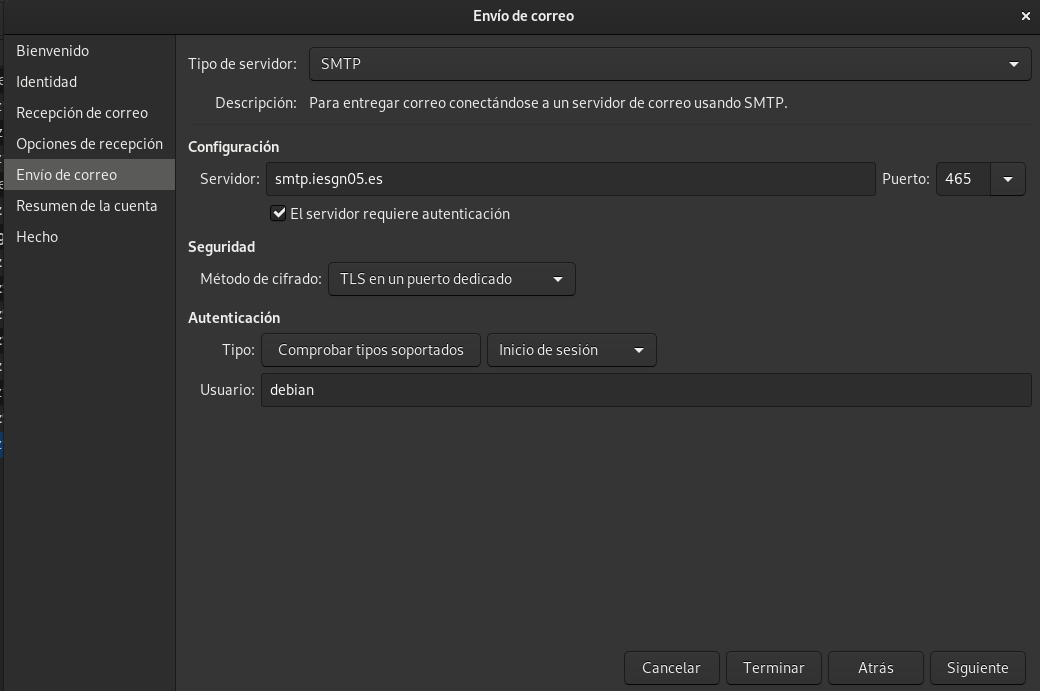 Envío de correo
Bienvenido
Identidad
Recepción de correo
Opciones de recepción
Envío de correo
Resumen de la cuenta
Hecho
Tipo de servidor: SMTP
Descripción: Para entregar correo conectándose a un servidor de correo usando SMTP.
Configuración
Servidor: smtp.iesgn05.es Puerto: 465
El servidor requiere autenticación
Seguridad
Método de cifrado: TLS en un puerto dedicado
Autenticación
Tipo: Comprobar tipos soportados Inicio de sesión
Usuario: debian
Cancelar Terminar Atrás Siguiente